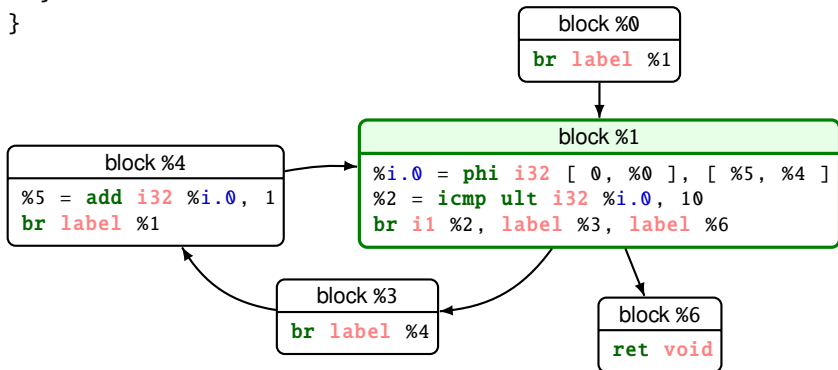 }
block %0
br label %1
block %1
%i.0 = phi i32 [ 0, %0 ], [ %5, %4 ]
%2 = icmp ult i32 %i.0, 10
br i1 %2, label %3, label %6
block %4
%5 = add i32 %i.0, 1
br label %1
block %3
br label %4
block %6
ret void